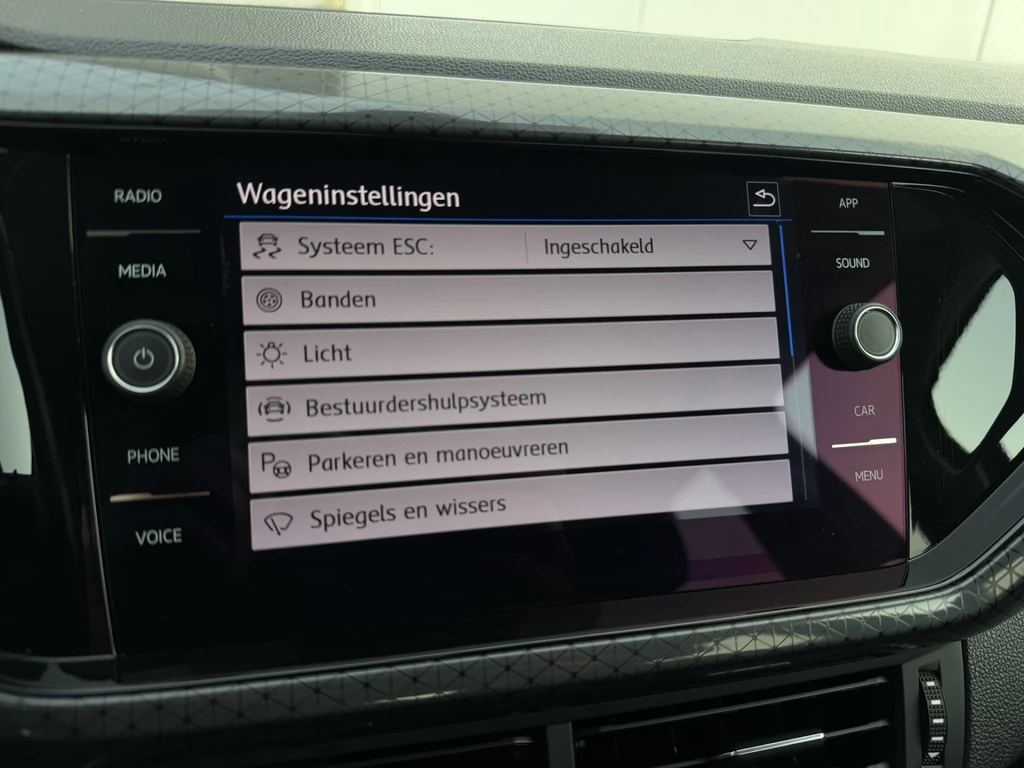 RADIO
MEDIA
PHONE
VOICE
Wageninstellingen
Systeem ESC: Ingeschakeld
Banden
Licht
Bestuurdershulpsysteem
Parkeren en manoeuvreren
Spiegels en wissers
APP
SOUND
CAR
MENU